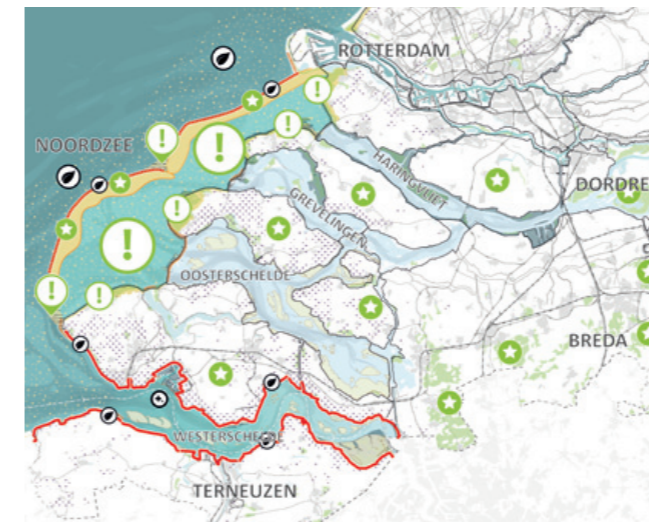 ROTTERDAM
NOORDZEE
HARINGVLIET
DORDRE
GREVELINGEN
OOSTERSCHELDE
BREDA
WESTERSCHELDE
TERNEUZEN